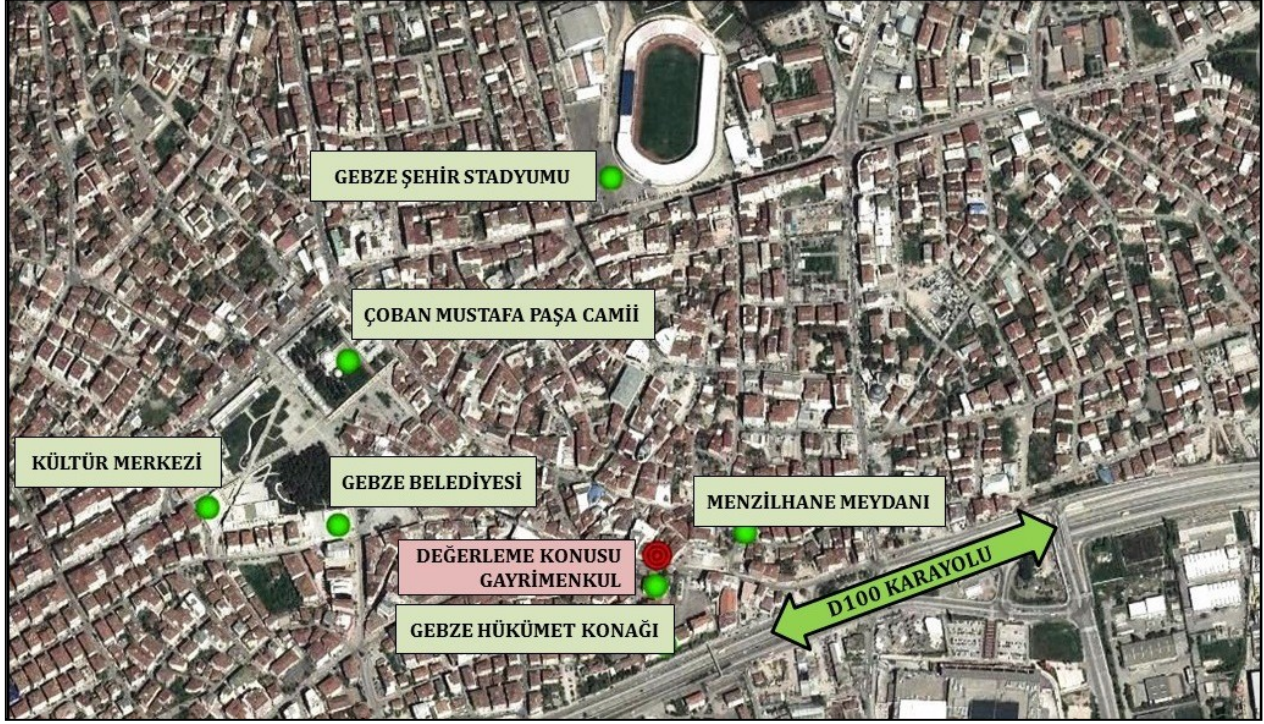 GEBZE ŞEHİR STADYUMU
ÇOBAN MUSTAFA PAŞA CAMİİ
KÜLTÜR MERKEZİ
GEBZE BELEDİYESİ
MENZİLHANE MEYDANI
DEĞERLEME KONUSU
GAYRİMENKUL
D100 KARAYOLU
GEBZE HÜKÜMET KONAĞI